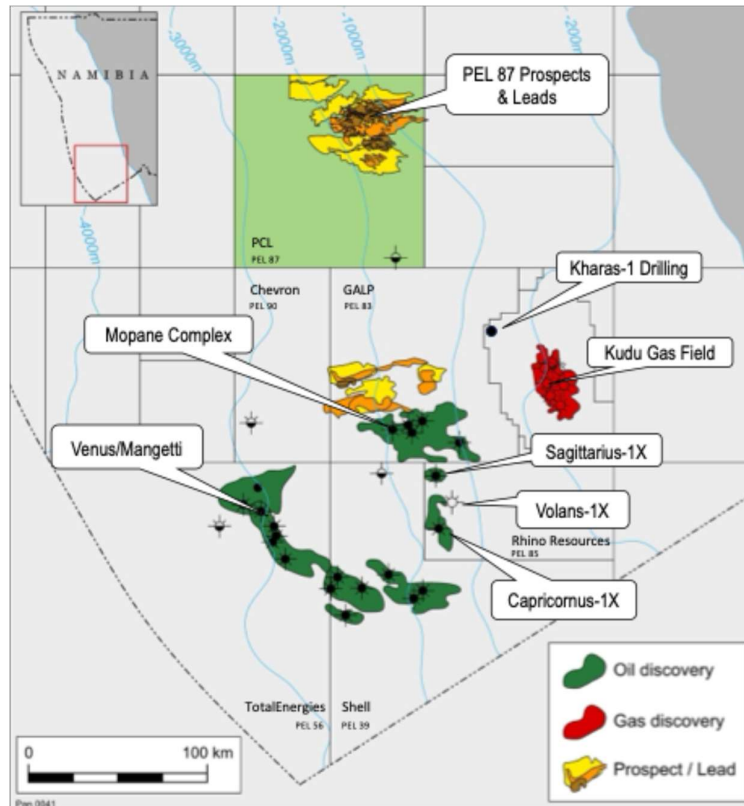 -3000m
-2000m
-1000m
-200m
NAMIBIA
PEL 87 Prospects
& Leads
-4000m
PCL
PEL 87
Kharas-1 Drilling
Chevron
PEL 90
GALP
PEL 83
Mopane Complex
Kudu Gas Field
Venus/Mangetti
Sagittarius-1X
Volans-1X
Rhino Resources
PEL 85
Capricornus-1X
Oil discovery
TotalEnergies
PEL 56
Shell
PEL 39
Gas discovery
0
100 km
Prospect / Lead
Pan 0041